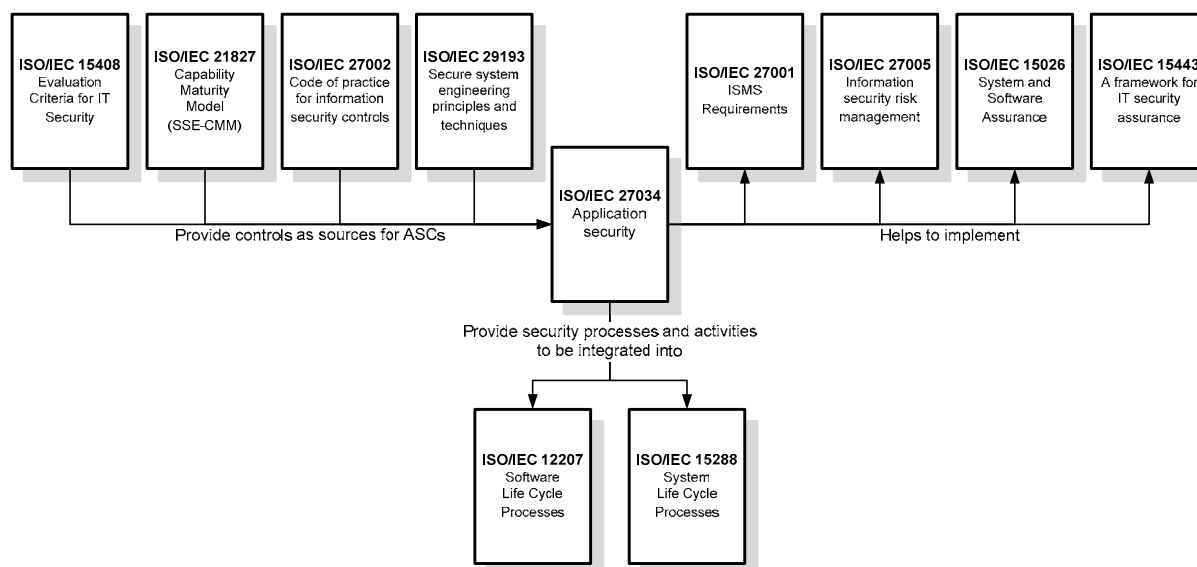 ISO/IEC 15408
Evaluation
Criteria for IT
Security
ISO/IEC 21827
Capability
Maturity
Model
(SSE-CMM)
ISO/IEC 27002
Code of practice
for information
security controls
ISO/IEC 29193
Secure system
engineering
principles and
techniques
ISO/IEC 27001
ISMS
Requirements
ISO/IEC 27005
Information
security risk
management
ISO/IEC 15026
System and
Software
Assurance
ISO/IEC 15443
A framework for
IT security
assurance
ISO/IEC 27034
Application
security
Provide controls as sources for ASCs
Helps to implement
Provide security processes and activities
to be integrated into
ISO/IEC 12207
Software
Life Cycle
Processes
ISO/IEC 15288
System
Life Cycle
Processes